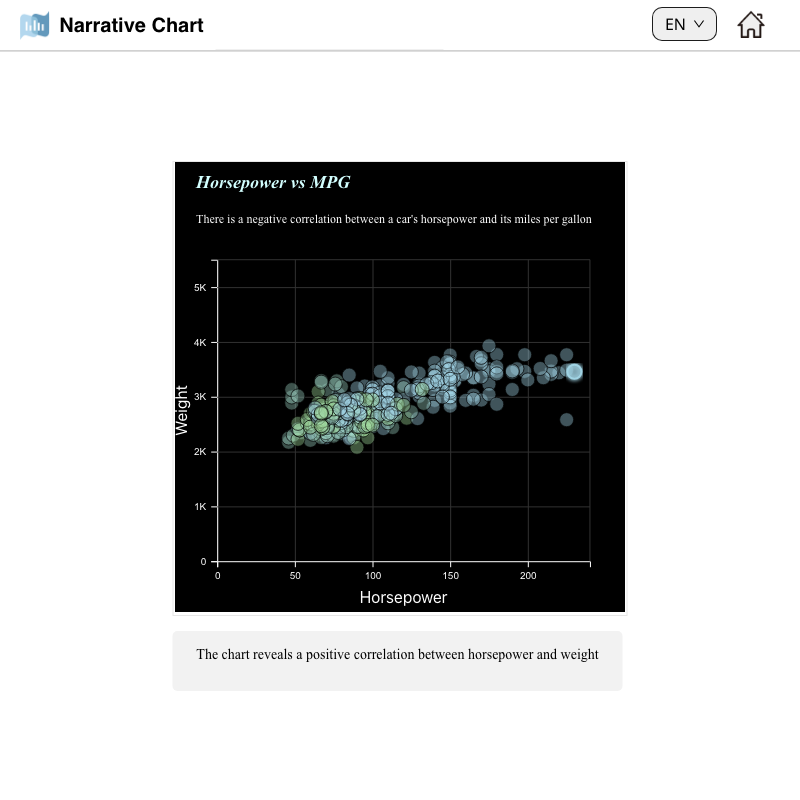 Narrative Chart
EN
Horsepower vs MPG
There is a negative correlation between a car's horsepower and its miles per gallon
5K
4K
3K
2K
1K
0
Weight
0 50 100 150 200
Horsepower
The chart reveals a positive correlation between horsepower and weight